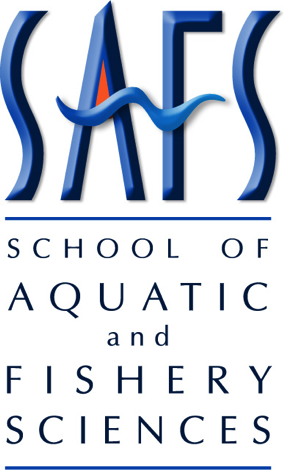 SAFS
SCHOOL OF
AQUATIC
and
FISHERY
SCIENCES